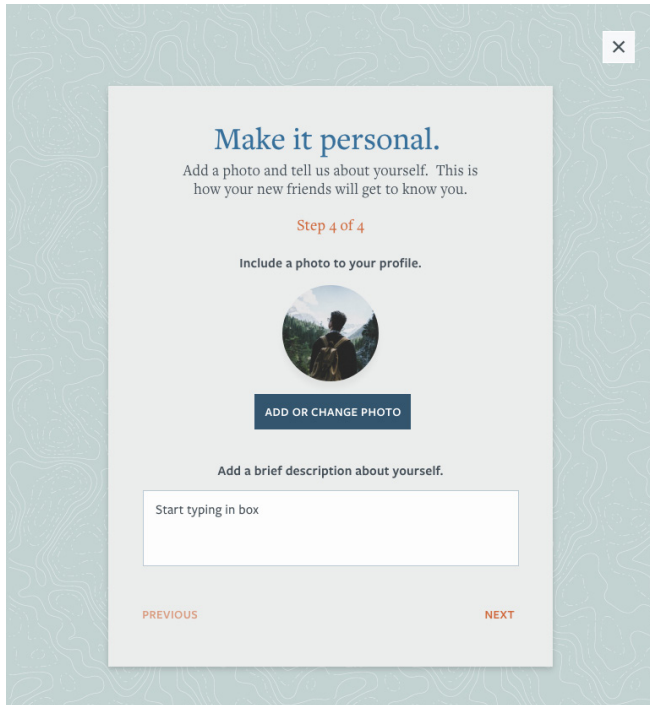 Make it personal.
Add a photo and tell us about yourself.  This is
how your new friends will get to know you.
Step 4 of 4
Include a photo to your profile.
ADD OR CHANGE PHOTO
Add a brief description about yourself.
Start typing in box
PREVIOUS
NEXT